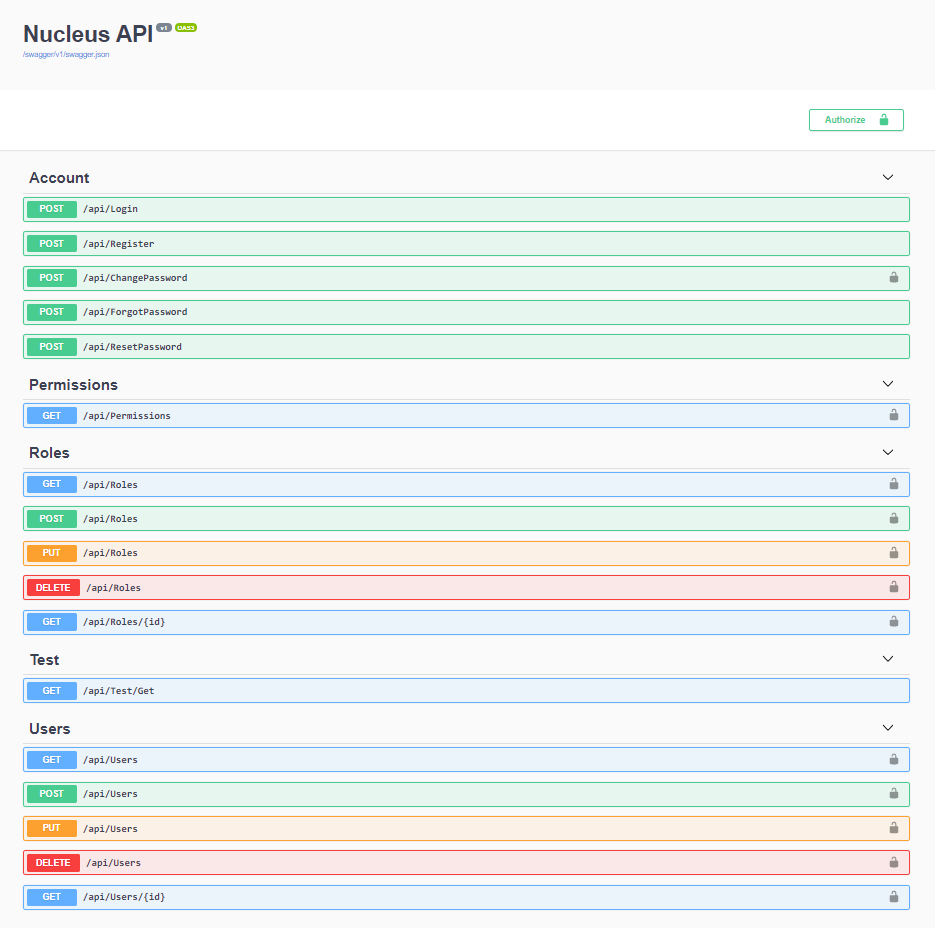 Nucleus API v1 OAS3
/swagger/v1/swagger.json
Authorize
Account
POST /api/Login
POST /api/Register
POST /api/ChangePassword
POST /api/ForgotPassword
POST /api/ResetPassword
Permissions
GET /api/Permissions
Roles
GET /api/Roles
POST /api/Roles
PUT /api/Roles
DELETE /api/Roles
GET /api/Roles/{id}
Test
GET /api/Test/Get
Users
GET /api/Users
POST /api/Users
PUT /api/Users
DELETE /api/Users
GET /api/Users/{id}